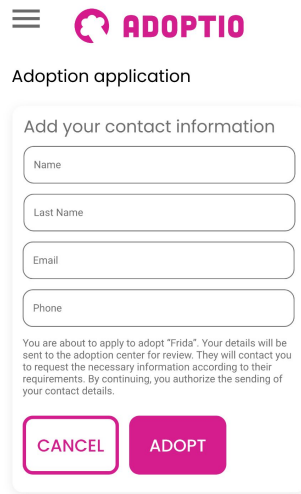 ADOPTIO
Adoption application
Add your contact information
Name
Last Name
Email
Phone
You are about to apply to adopt "Frida". Your details will be
sent to the adoption center for review. They will contact you
to request the necessary information according to their
requirements. By continuing, you authorize the sending of
your contact details.
CANCEL
ADOPT